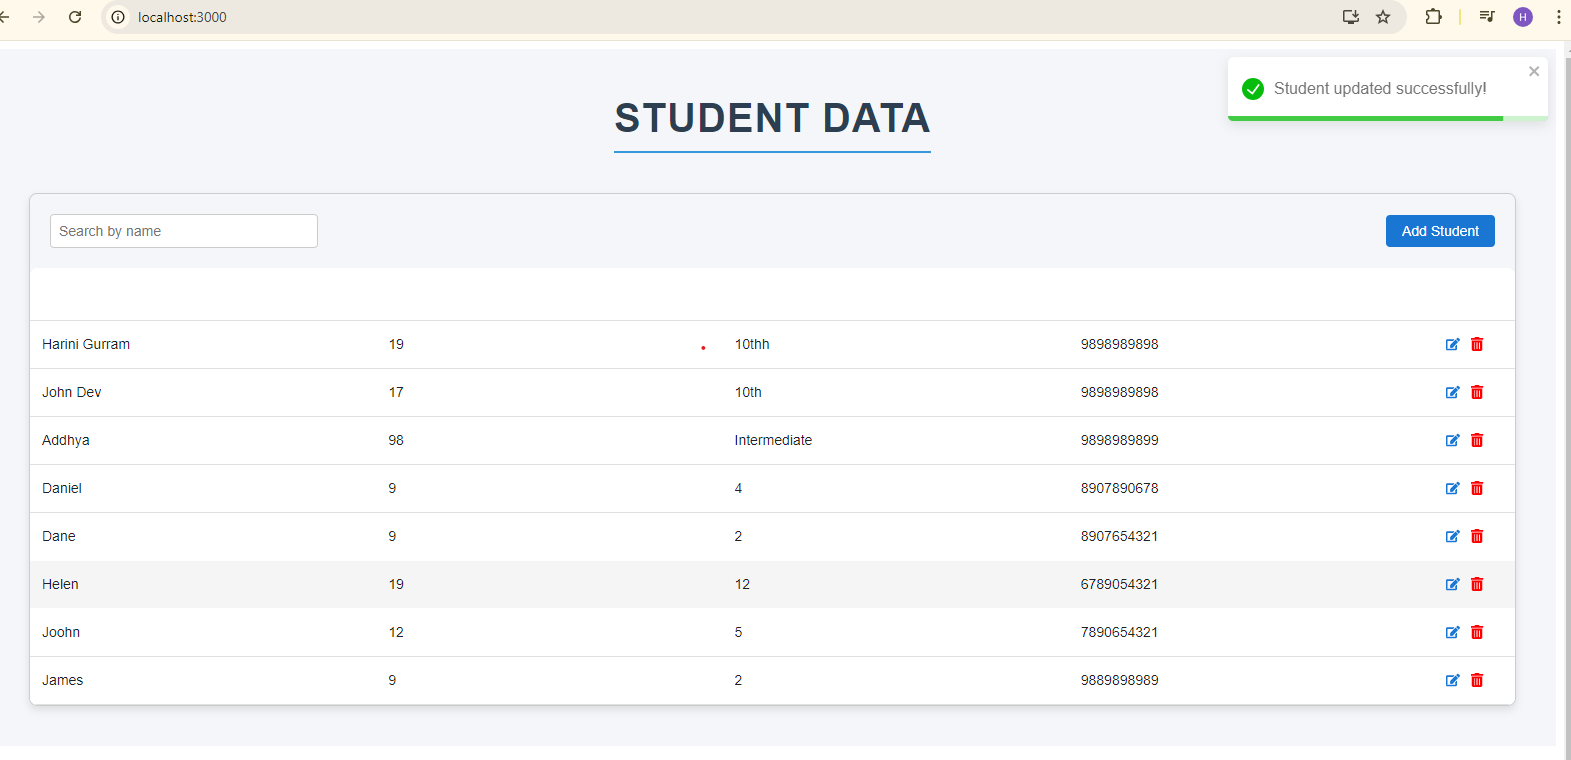 localhost:3000
H
Student updated successfully!
STUDENT DATA
Search by name
Add Student
Harini Gurram 19 10thh 9898989898
John Dev 17 10th 9898989898
Addhya 98 Intermediate 9898989899
Daniel 9 4 8907890678
Dane 9 2 8907654321
Helen 19 12 6789054321
Joohn 12 5 7890654321
James 9 2 9889898989